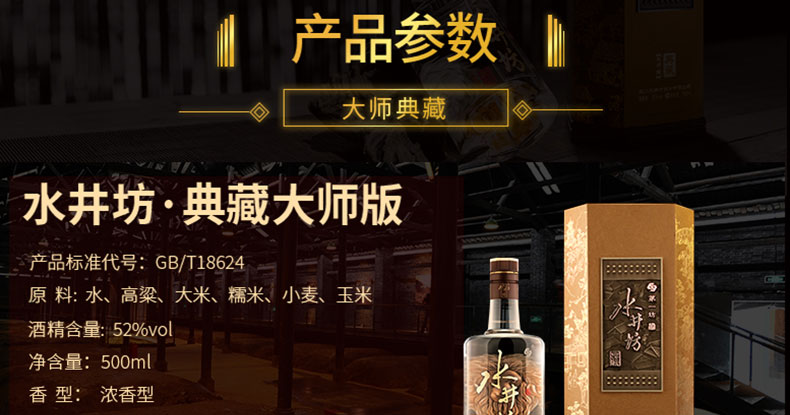 产品参数
大师典藏
水井坊·典藏大师版
产品标准代号：GB/T18624
原 料：水、高粱、大米、糯米、小麦、玉米
酒精含量：52%vol
净含量：500ml
香 型： 浓香型
第一坊
水井坊
水井